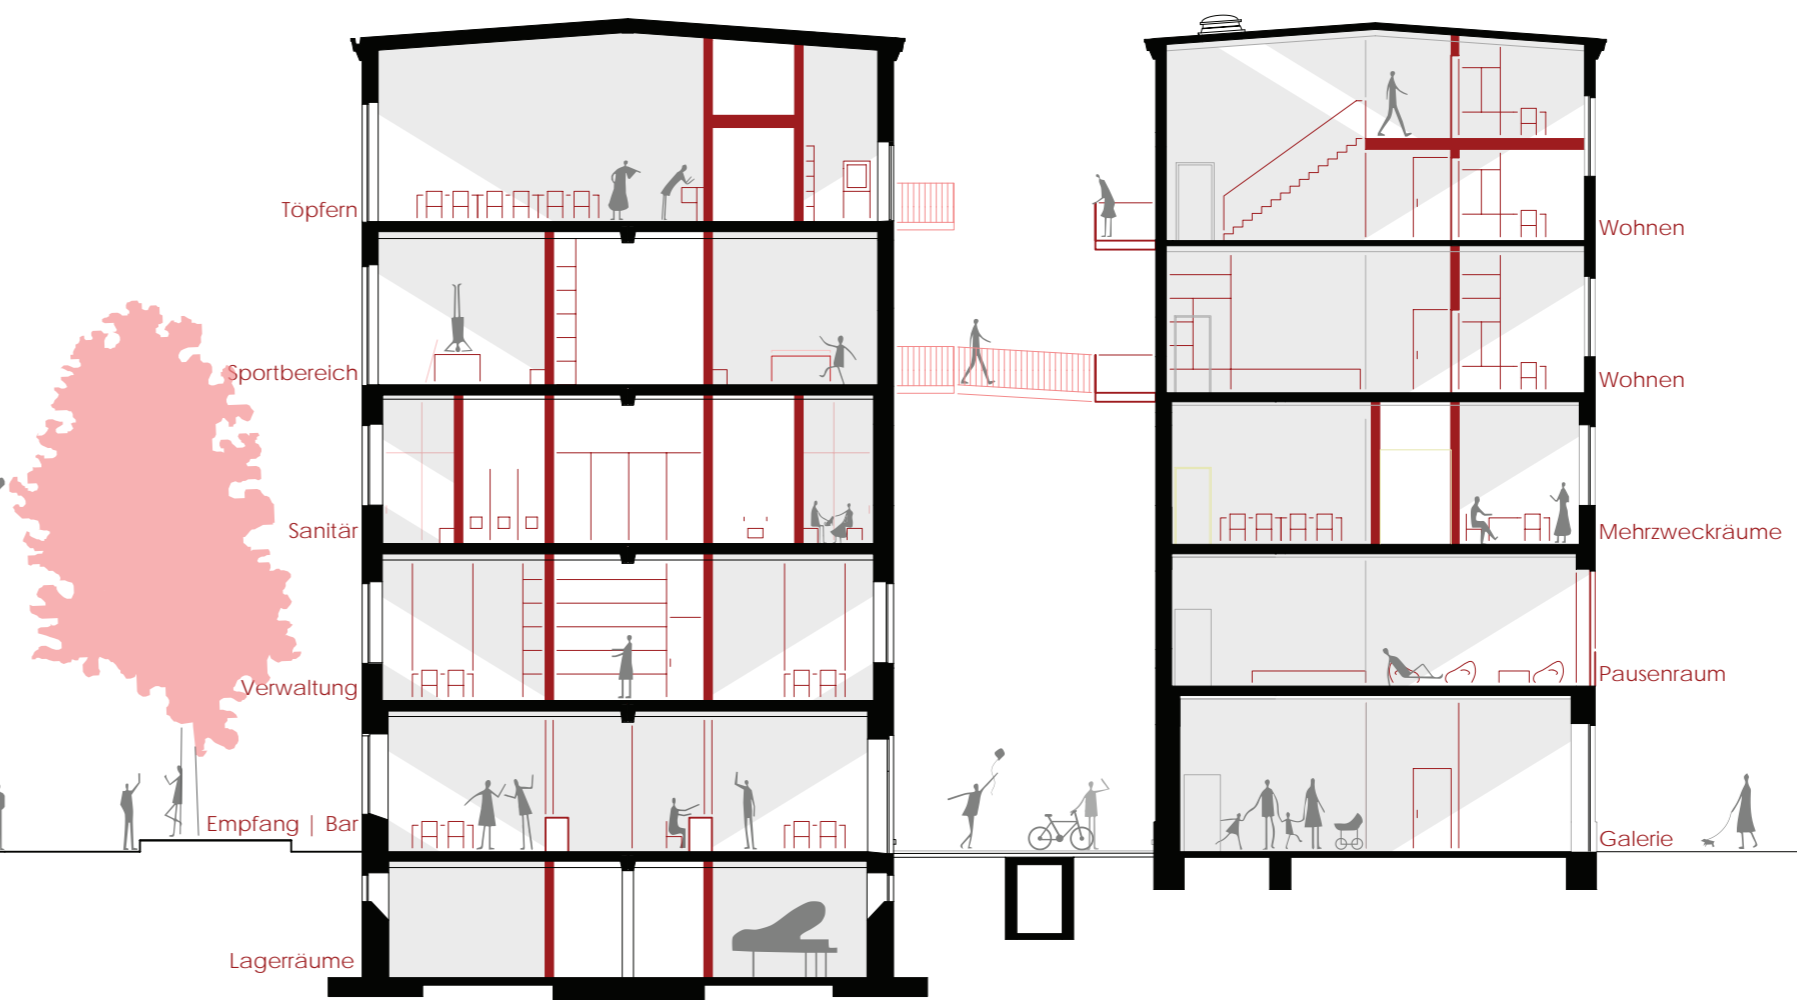 Töpfern
Sportbereich
Sanitär
Verwaltung
Empfang | Bar
Lagerräume
Wohnen
Wohnen
Mehrzweckräume
Pausenraum
Galerie